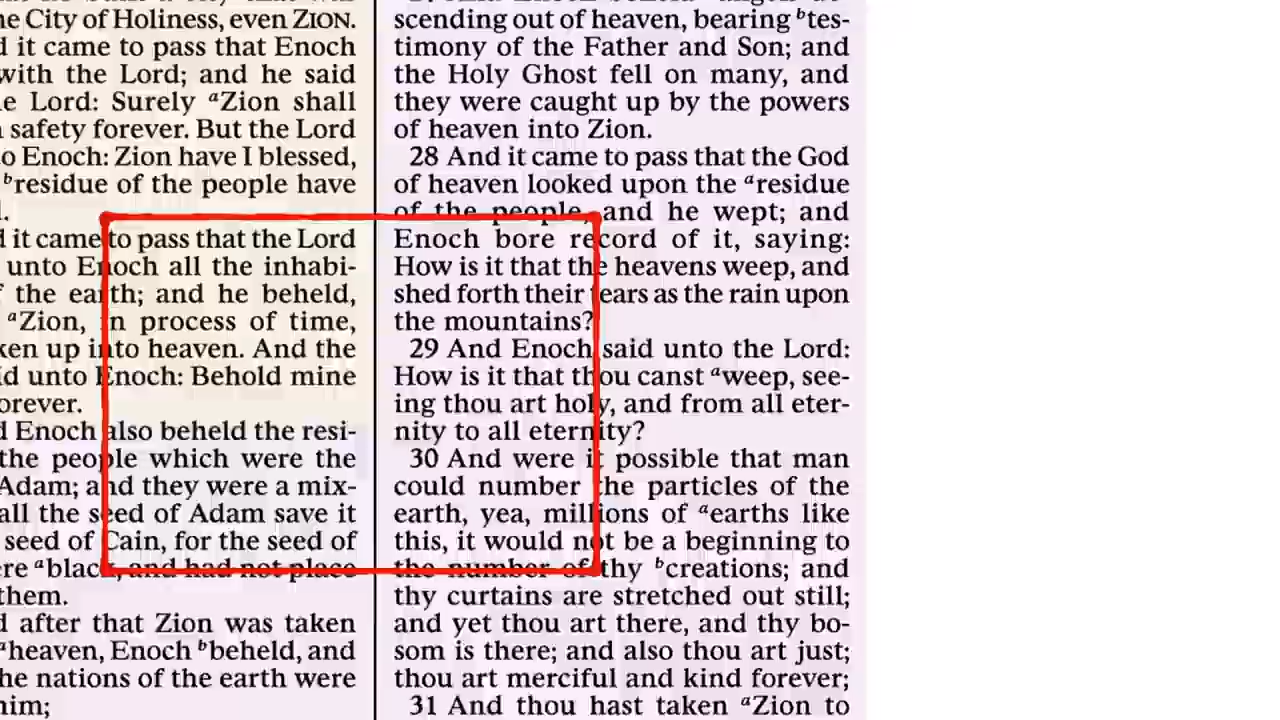 he City of Holiness, even ZION.
it came to pass that Enoch
with the Lord; and he said
Lord: Surely ᵃZion shall
safety forever. But the Lord
o Enoch: Zion have I blessed,
ᵇresidue of the people have
it came to pass that the Lord
unto Enoch all the inhabi-
the earth; and he beheld,
ᵃZion, in process of time,
ken up into heaven. And the
id unto Enoch: Behold mine
orever.
Enoch also beheld the resi-
the people which were the
Adam; and they were a mix-
all the seed of Adam save it
seed of Cain, for the seed of
re ᵃblack, and had not place
them.
after that Zion was taken
ᵃheaven, Enoch ᵇbeheld, and
he nations of the earth were
him;
scending out of heaven, bearing ᵇtes-
timony of the Father and Son; and
the Holy Ghost fell on many, and
they were caught up by the powers
of heaven into Zion.
28 And it came to pass that the God
of heaven looked upon the ᵃresidue
of the people, and he wept; and
Enoch bore record of it, saying:
How is it that the heavens weep, and
shed forth their tears as the rain upon
the mountains?
29 And Enoch said unto the Lord:
How is it that thou canst ᵃweep, see-
ing thou art holy, and from all eter-
nity to all eternity?
30 And were it possible that man
could number the particles of the
earth, yea, millions of ᵃearths like
this, it would not be a beginning to
the number of thy ᵇcreations; and
thy curtains are stretched out still;
and yet thou art there, and thy bo-
som is there; and also thou art just;
thou art merciful and kind forever;
31 And thou hast taken ᵃZion to